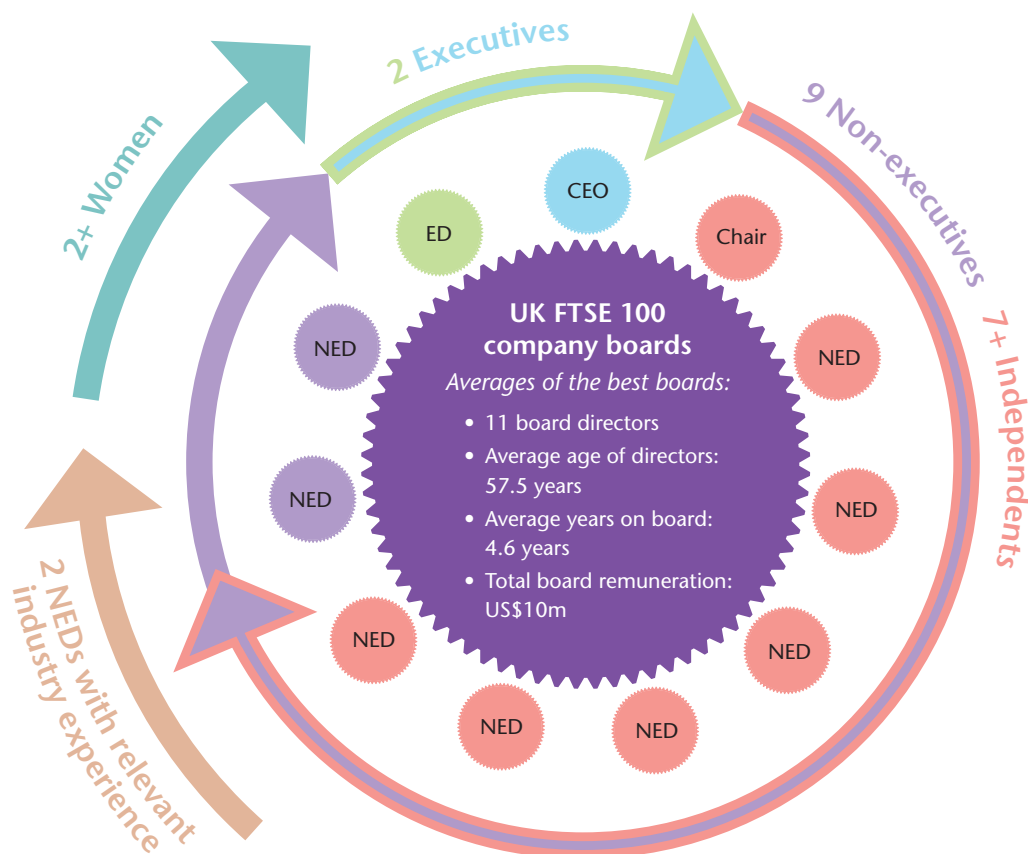 2 Executives
9 Non-executives
7+ Independents
2+ Women
2 NEDs with relevant
industry experience
CEO
ED
Chair
NED
NED
NED
NED
NED
NED
NED
NED
UK FTSE 100
company boards
Averages of the best boards:
• 11 board directors
• Average age of directors:
57.5 years
• Average years on board:
4.6 years
• Total board remuneration:
US$10m